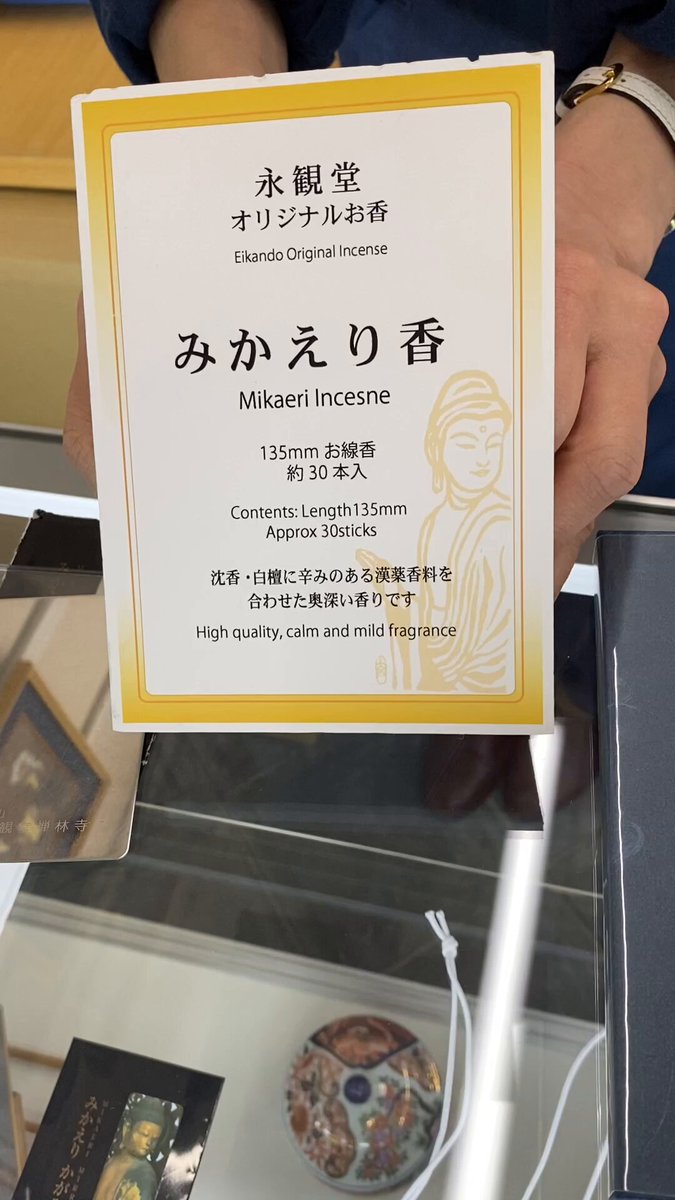 永観堂
オリジナルお香
Eikando Original Incense
みかえり香
Mikaeri Incesne
135mm お線香
約 30 本入
Contents: Length135mm
Approx 30sticks
沈香・白檀に辛みのある漢薬香料を
合わせた奥深い香りです
High quality, calm and mild fragrance
禅林寺
みかえり